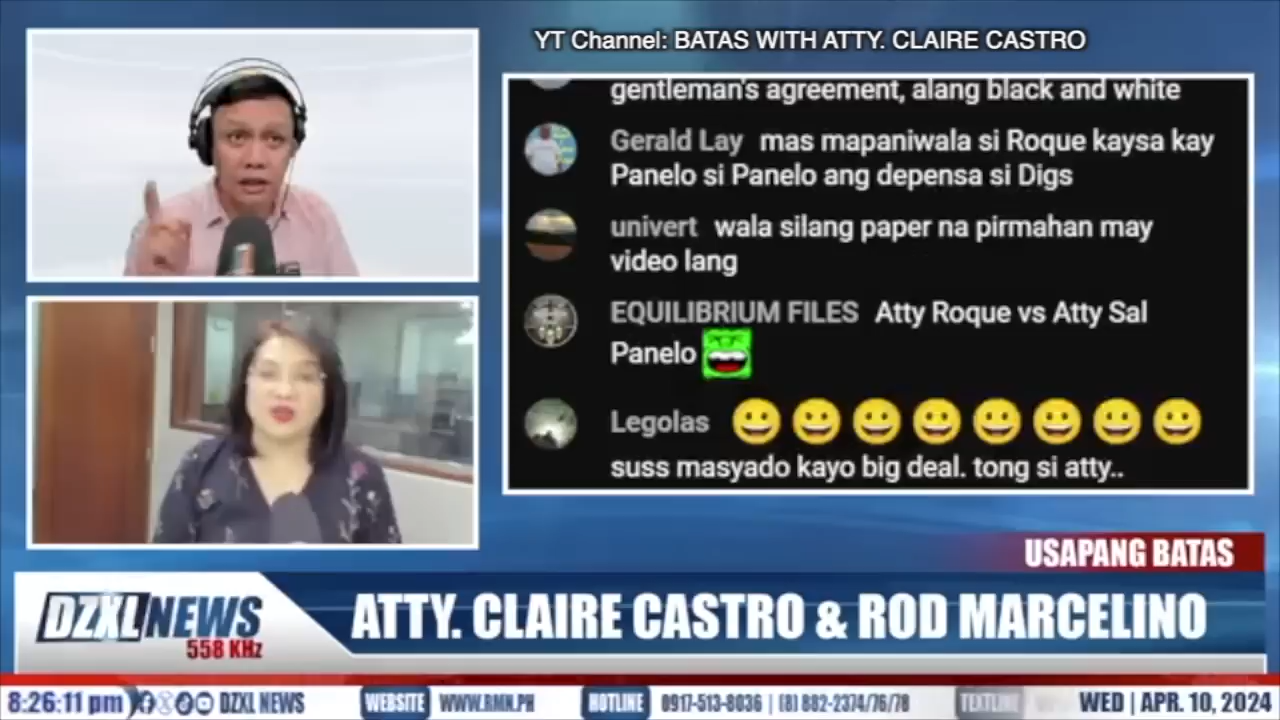 YT Channel: BATAS WITH ATTY. CLAIRE CASTRO
gentleman's agreement, alang black and white
Gerald Lay mas mapaniwala si Roque kaysa kay
Panelo si Panelo ang depensa si Digs
univert wala silang paper na pirmahan may
video lang
EQUILIBRIUM FILES Atty Roque vs Atty Sal
Panelo
Legolas 😀😀😀😀😀😀😀😀
suss masyado kayo big deal. tong si atty..
USAPANG BATAS
DZXL NEWS
558 KHz
ATTY. CLAIRE CASTRO & ROD MARCELINO
8:26:11 pm DZXL NEWS WEBSITE WWW.RMN.PH HOTLINE 0917-513-8036 | (8) 882-2374/76/78 TEXTLINE WED | APR. 10, 2024